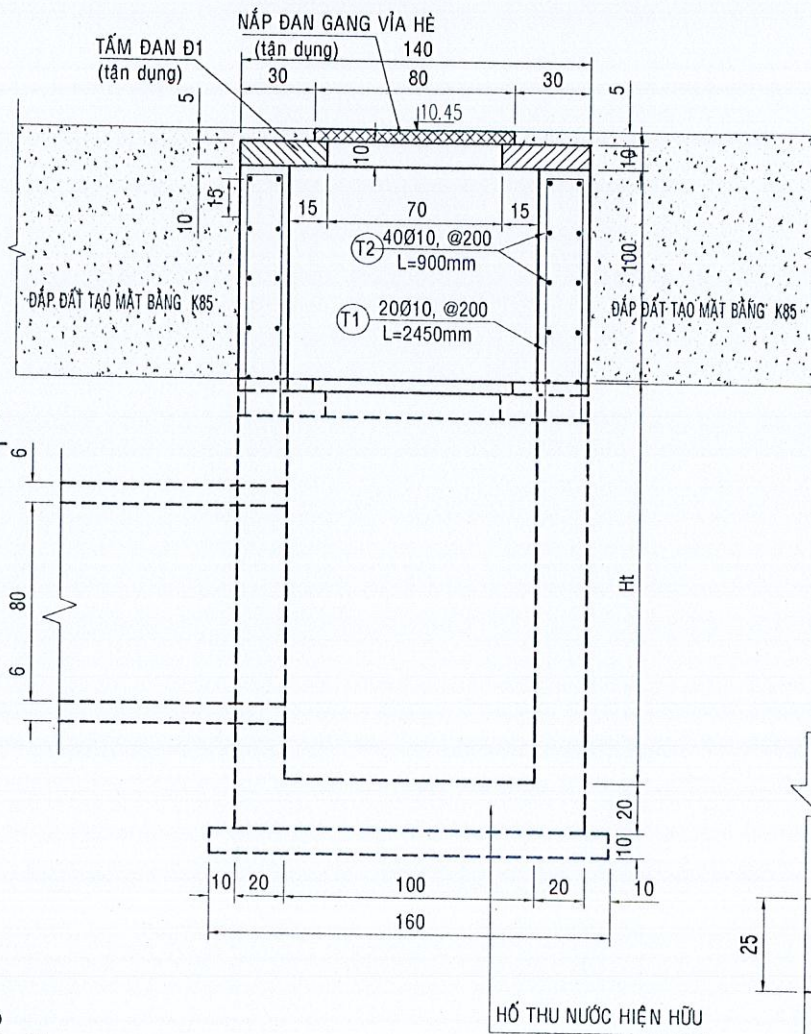 NẮP ĐAN GANG VỈA HÈ
(tận dụng)
TẤM ĐAN Đ1
(tận dụng)
140
30
80
30
5
5
10.45
10
10
15
10
15
70
15
100
T2
40Ø10, @200
L=900mm
T1
20Ø10, @200
L=2450mm
ĐẮP ĐẤT TẠO MẶT BẰNG K85
ĐẮP ĐẤT TẠO MẶT BẰNG K85
6
80
6
Ht
20
10
10
20
100
20
10
160
25
HỐ THU NƯỚC HIỆN HỮU